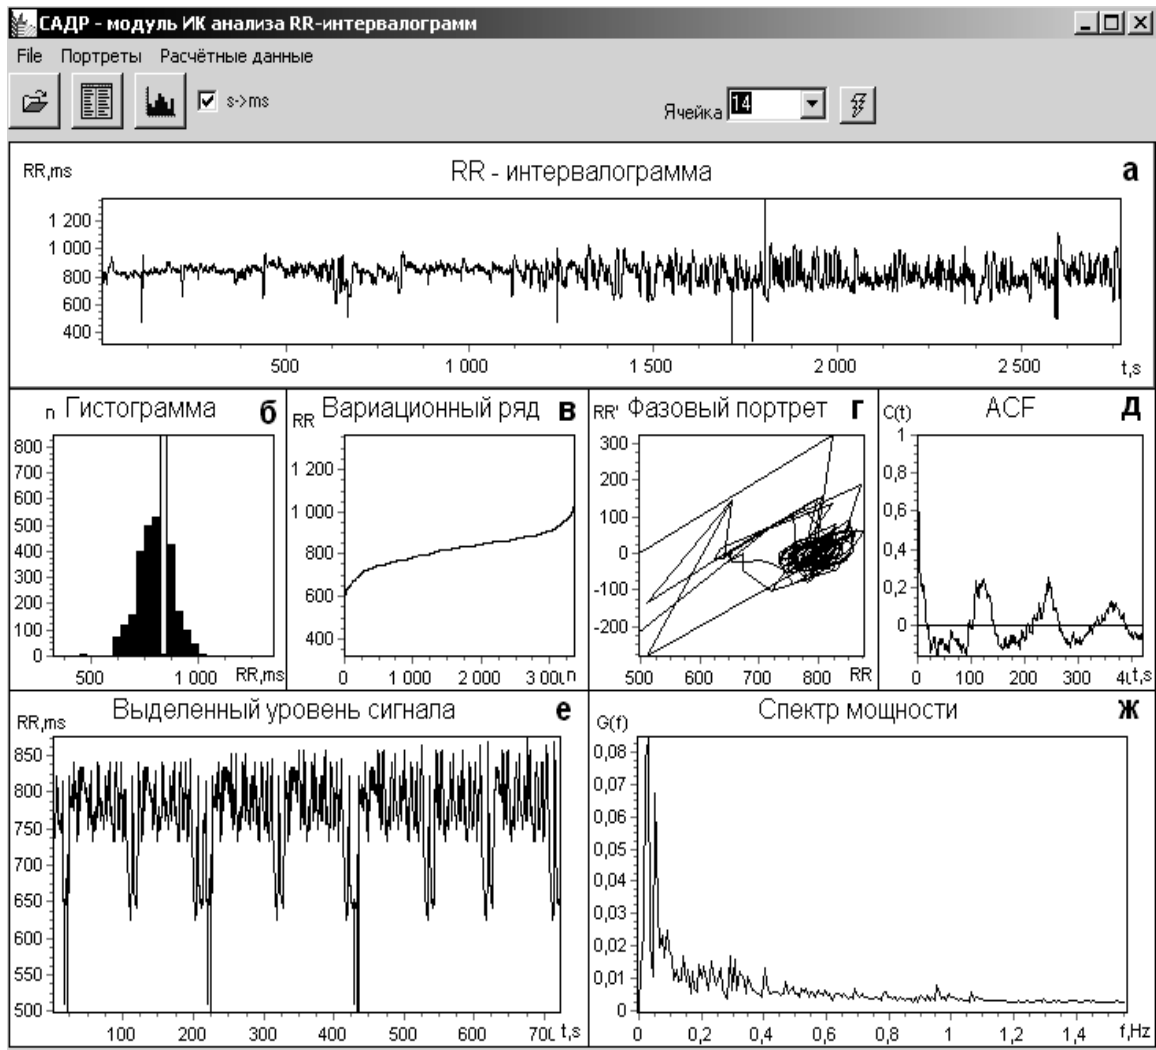 САДР - модуль ИК анализа RR-интервалограмм
File Портреты Расчётные данные
s->ms Ячейка 14
RR,ms RR - интервалограмма а
1 200
1 000
800
600
400
500 1 000 1 500 2 000 2 500 t,s
n Гистограмма б
800
700
600
500
400
300
200
100
0
500 1 000 RR,ms
RR Вариационный ряд в
1 200
1 000
800
600
400
0 1 000 2 000 3 00 n
RR' Фазовый портрет г
300
200
100
0
-100
-200
500 600 700 800 RR
C(t) ACF Д
1
0,8
0,6
0,4
0,2
0
0 100 200 300 40 t,s
RR,ms Выделенный уровень сигнала е
850
800
750
700
650
600
550
500
100 200 300 400 500 600 70 t,s
G(f) Спектр мощности ж
0,08
0,07
0,06
0,05
0,04
0,03
0,02
0,01
0
0 0,2 0,4 0,6 0,8 1 1,2 1,4 f,Hz